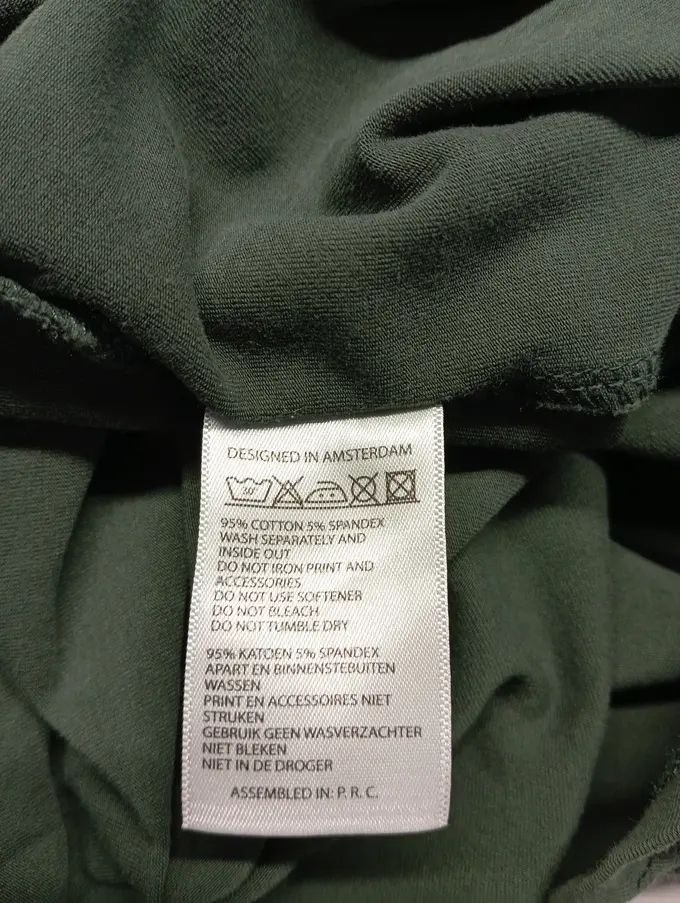 DESIGNED IN AMSTERDAM
30°
95% COTTON 5% SPANDEX
WASH SEPARATELY AND
INSIDE OUT
DO NOT IRON PRINT AND
ACCESSORIES
DO NOT USE SOFTENER
DO NOT BLEACH
DO NOT TUMBLE DRY
95% KATOEN 5% SPANDEX
APART EN BINNENSTEBUITEN
WASSEN
PRINT EN ACCESSOIRES NIET
STRUKEN
GEBRUIK GEEN WASVERZACHTER
NIET BLEKEN
NIET IN DE DROGER
ASSEMBLED IN: P. R. C.